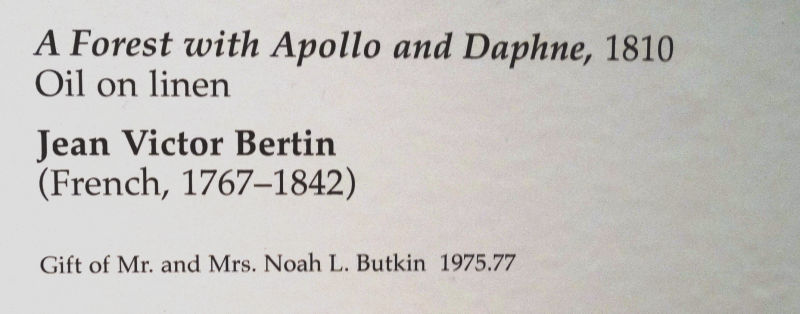 A Forest with Apollo and Daphne, 1810
Oil on linen
Jean Victor Bertin
(French, 1767–1842)
Gift of Mr. and Mrs. Noah L. Butkin 1975.77